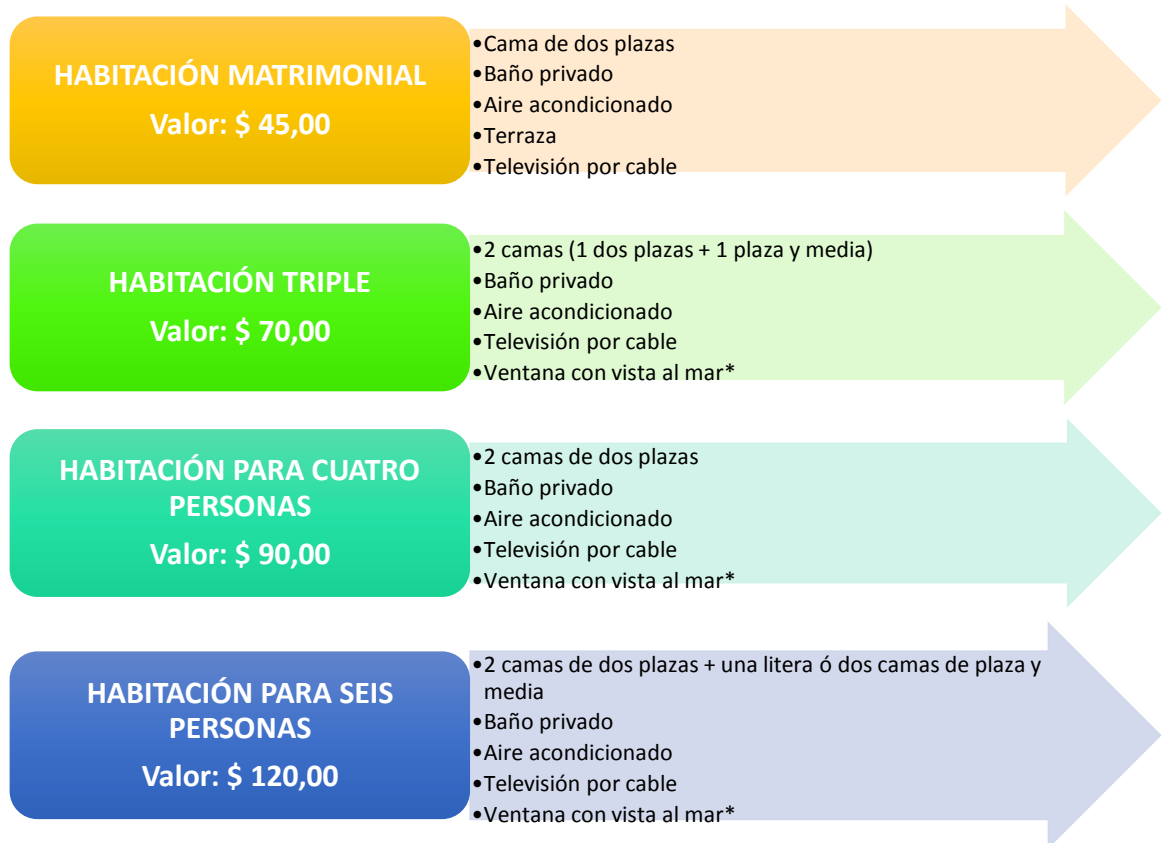 HABITACIÓN MATRIMONIAL
Valor: $ 45,00
•Cama de dos plazas
•Baño privado
•Aire acondicionado
•Terraza
•Televisión por cable
HABITACIÓN TRIPLE
Valor: $ 70,00
•2 camas (1 dos plazas + 1 plaza y media)
•Baño privado
•Aire acondicionado
•Televisión por cable
•Ventana con vista al mar*
HABITACIÓN PARA CUATRO
PERSONAS
Valor: $ 90,00
•2 camas de dos plazas
•Baño privado
•Aire acondicionado
•Televisión por cable
•Ventana con vista al mar*
HABITACIÓN PARA SEIS
PERSONAS
Valor: $ 120,00
•2 camas de dos plazas + una litera ó dos camas de plaza y
media
•Baño privado
•Aire acondicionado
•Televisión por cable
•Ventana con vista al mar*